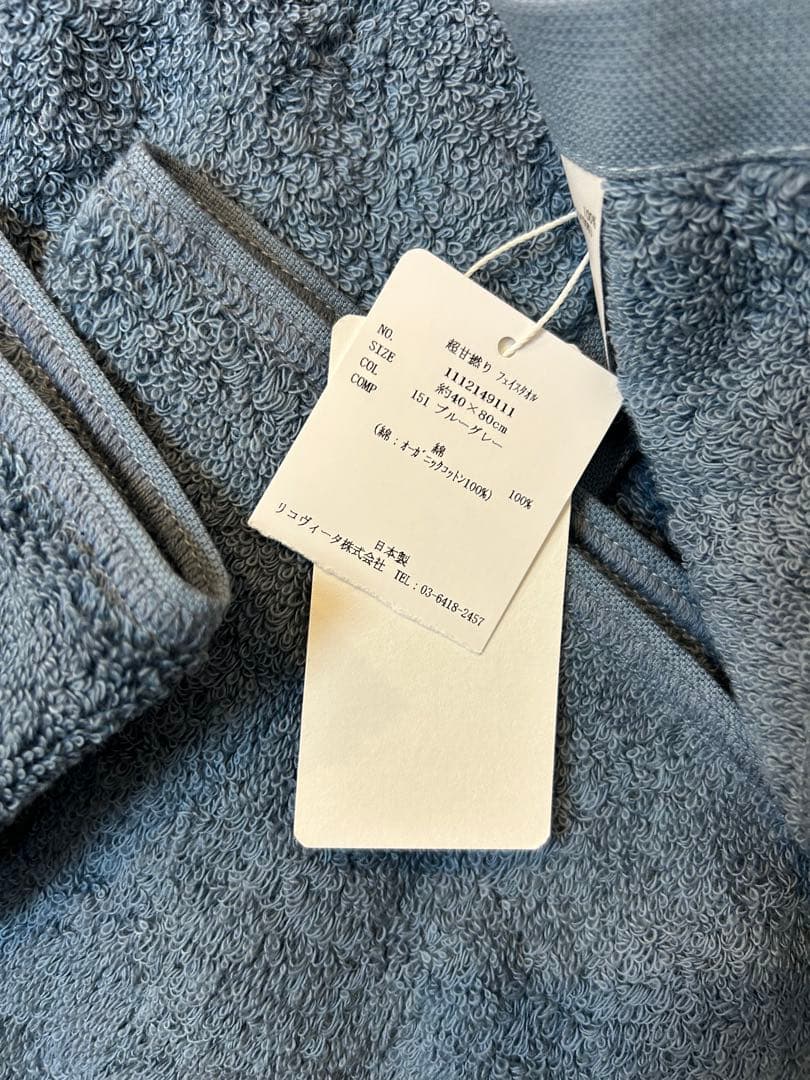 超甘撚り フェイスタオル
NO. 1112149111
SIZE 約40×80cm
COL 151 ブルーグレー
COMP 綿 100%
(綿：オーガニックコットン100%)
日本製
リコヴィータ株式会社 TEL：03-6418-2457
100%